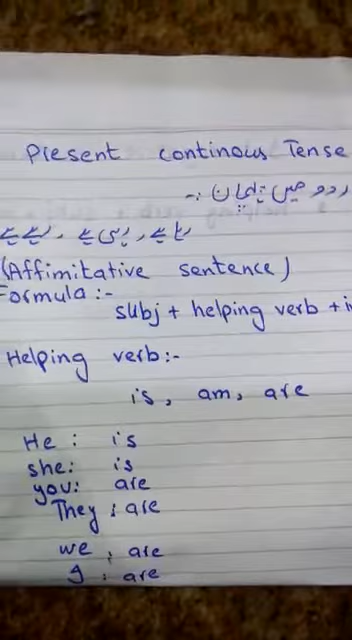 Present continous Tense
اردو میں پہچان :-
رہا ہے، رہی ہے، رہے ہے
(Affimitative sentence)
Formula:-
subj + helping verb + i
Helping verb:-
is, am, are
He : is
she: is
you: are
They : are
we : are
I : are